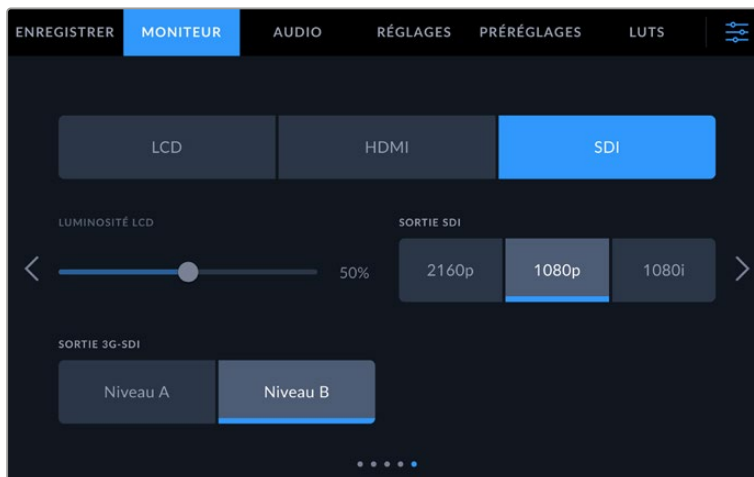 ENREGISTRER MONITEUR AUDIO RÉGLAGES PRÉRÉGLAGES LUTS
LCD HDMI SDI
LUMINOSITÉ LCD SORTIE SDI
50% 2160p 1080p 1080i
SORTIE 3G-SDI
Niveau A Niveau B